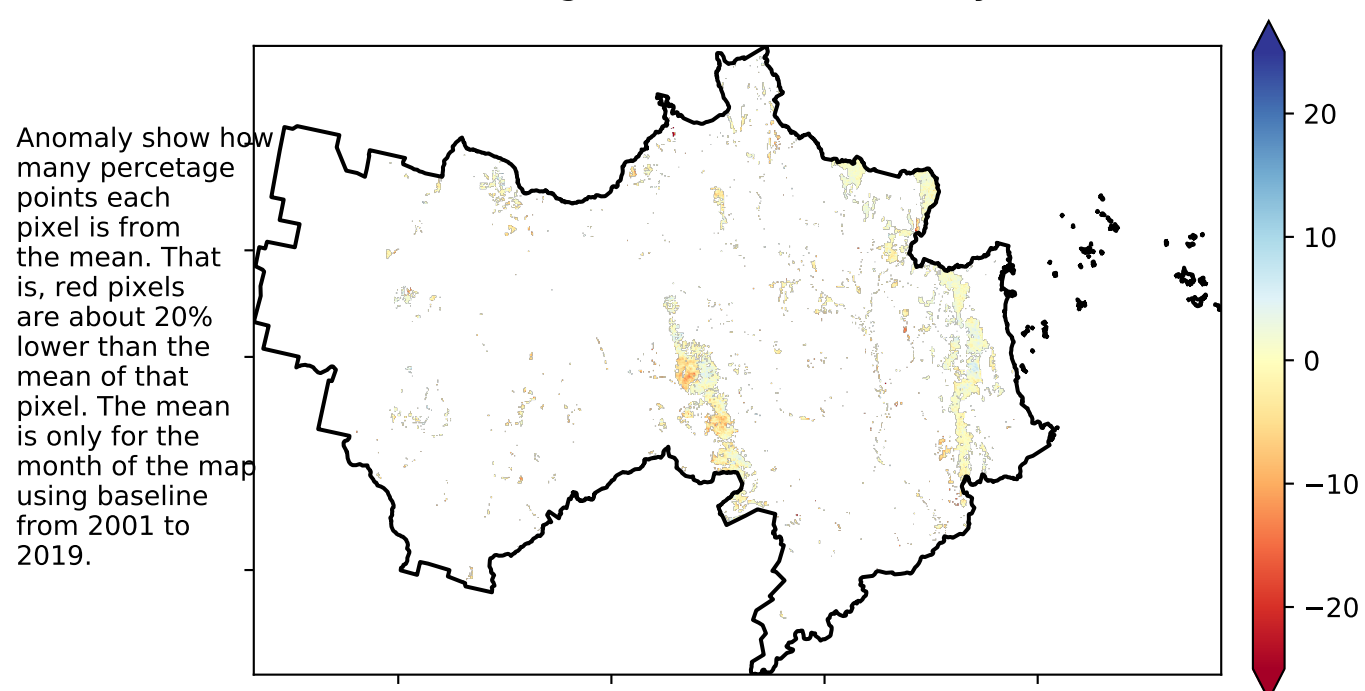 Anomaly show how
many percetage
points each
pixel is from
the mean. That
is, red pixels
are about 20%
lower than the
mean of that
pixel. The mean
is only for the
month of the map
using baseline
from 2001 to
2019.
20
10
0
−10
−20